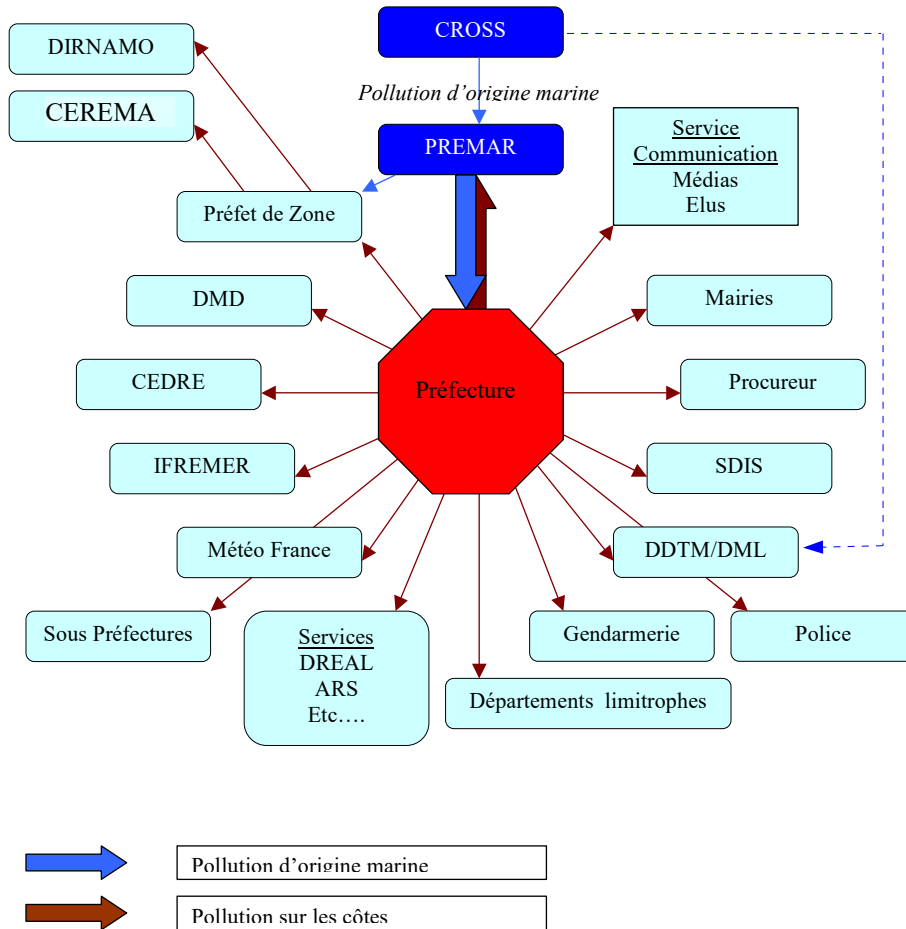 CROSS
DIRNAMO
Pollution d'origine marine
CEREMA
PREMAR
Service
Communication
Médias
Elus
Préfet de Zone
DMD
Mairies
CEDRE
Préfecture
Procureur
IFREMER
SDIS
Météo France
DDTM/DML
Sous Préfectures
Services
DREAL
ARS
Etc….
Gendarmerie
Police
Départements limitrophes
Pollution d'origine marine
Pollution sur les côtes